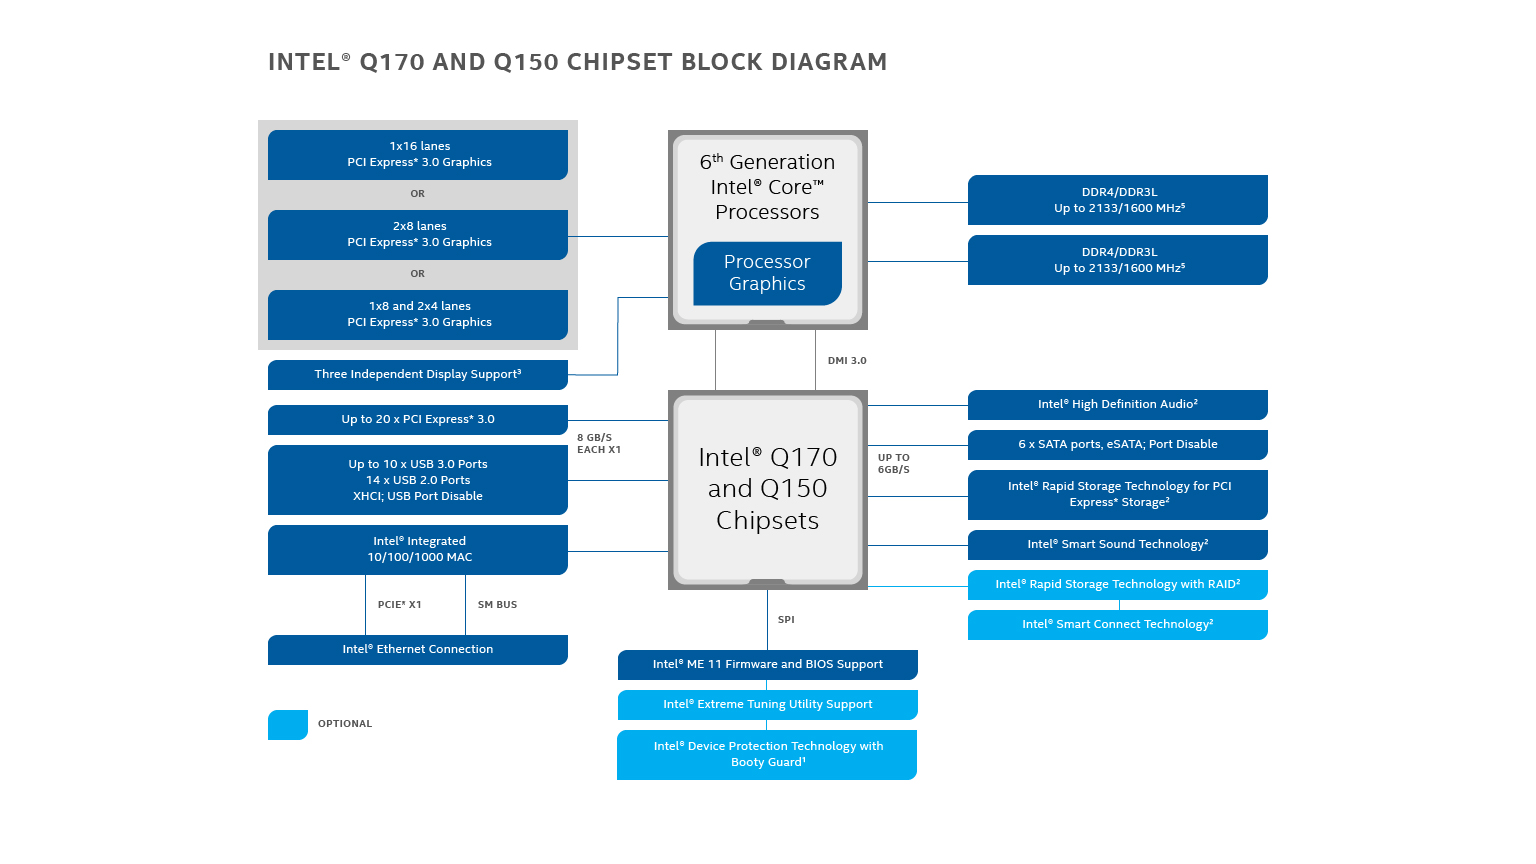 INTEL® Q170 AND Q150 CHIPSET BLOCK DIAGRAM
1x16 lanes
PCI Express* 3.0 Graphics
OR
2x8 lanes
PCI Express* 3.0 Graphics
OR
1x8 and 2x4 lanes
PCI Express* 3.0 Graphics
Three Independent Display Support³
Up to 20 x PCI Express* 3.0
8 GB/S
EACH X1
Up to 10 x USB 3.0 Ports
14 x USB 2.0 Ports
XHCI; USB Port Disable
Intel® Integrated
10/100/1000 MAC
PCIE* X1
SM BUS
Intel® Ethernet Connection
OPTIONAL
6th Generation
Intel® Core™
Processors
Processor
Graphics
DMI 3.0
Intel® Q170
and Q150
Chipsets
SPI
Intel® ME 11 Firmware and BIOS Support
Intel® Extreme Tuning Utility Support
Intel® Device Protection Technology with
Booty Guard¹
DDR4/DDR3L
Up to 2133/1600 MHz⁵
DDR4/DDR3L
Up to 2133/1600 MHz⁵
Intel® High Definition Audio²
6 x SATA ports, eSATA; Port Disable
UP TO
6GB/S
Intel® Rapid Storage Technology for PCI
Express* Storage²
Intel® Smart Sound Technology²
Intel® Rapid Storage Technology with RAID²
Intel® Smart Connect Technology²